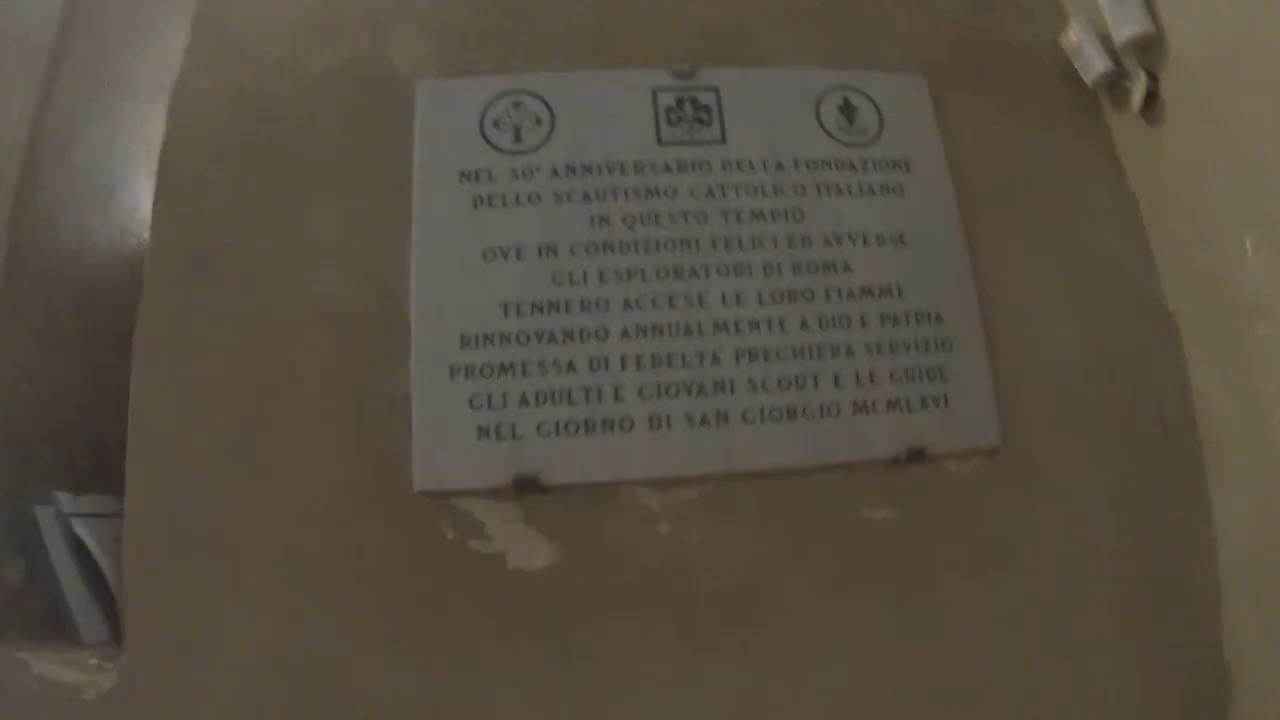 NEL 50° ANNIVERSARIO DELLA FONDAZIONE
DELLO SCAUTISMO CATTOLICO ITALIANO
IN QUESTO TEMPIO
OVE IN CONDIZIONI FELICI ED AVVERSE
GLI ESPLORATORI DI ROMA
TENNERO ACCESE LE LORO FIAMME
RINNOVANDO ANNUALMENTE A DIO E PATRIA
PROMESSA DI FEDELTÀ PREGHIERA SERVIZIO
GLI ADULTI E GIOVANI SCOUT E LE GUIDE
NEL GIORNO DI SAN GIORGIO MCMLXVI